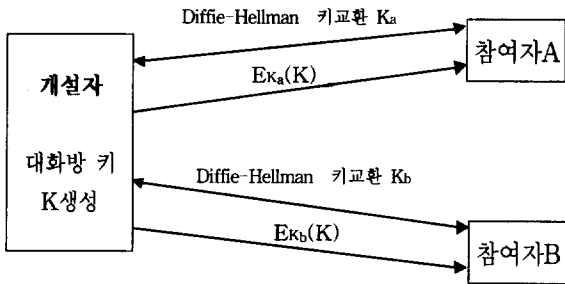 Diffie-Hellman 키교환 Ka
참여자A
EKa(K)
개설자
대화방 키
K생성
Diffie-Hellman 키교환 Kb
EKb(K)
참여자B